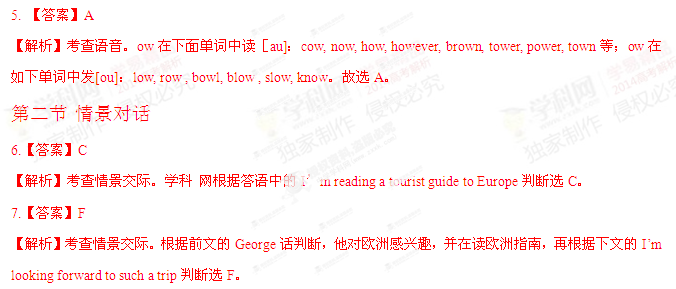 5. 【答案】A
【解析】考查语音。ow 在下面单词中读［au]：cow, now, how, however, brown, tower, power, town 等；ow 在
如下单词中发[ou]：low, row , bowl, blow , slow, know。故选 A。
第二节 情景对话
6.【答案】C
【解析】考查情景交际。学科 网根据答语中的 I’m reading a tourist guide to Europe 判断选 C。
7.【答案】F
【解析】考查情景交际。根据前文的 George 话判断，他对欧洲感兴趣，并在读欧洲指南，再根据下文的 I’m
looking forward to such a trip 判断选 F。